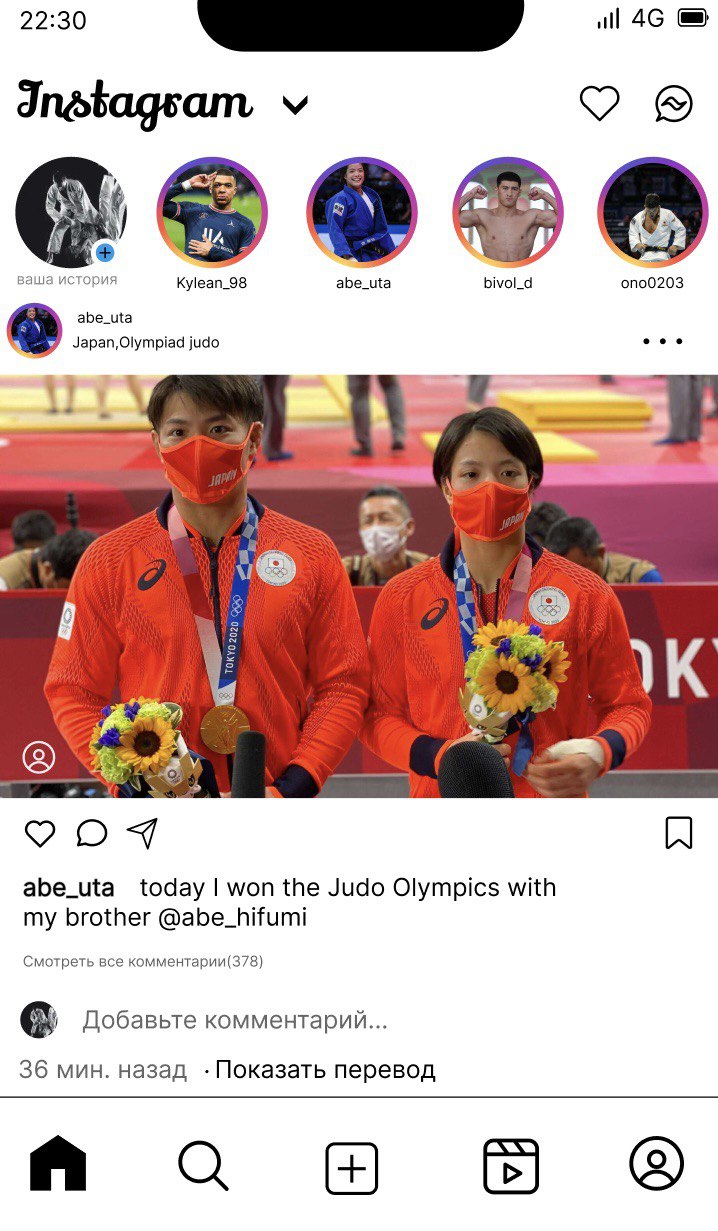 22:30
4G
Instagram
ваша история
Kylean_98
abe_uta
bivol_d
ono0203
abe_uta
Japan,Olympiad judo
JAPAN
JAPAN
TOKYO 2020
OK
abe_uta today I won the Judo Olympics with
my brother @abe_hifumi
Смотреть все комментарии(378)
Добавьте комментарий...
36 мин. назад · Показать перевод